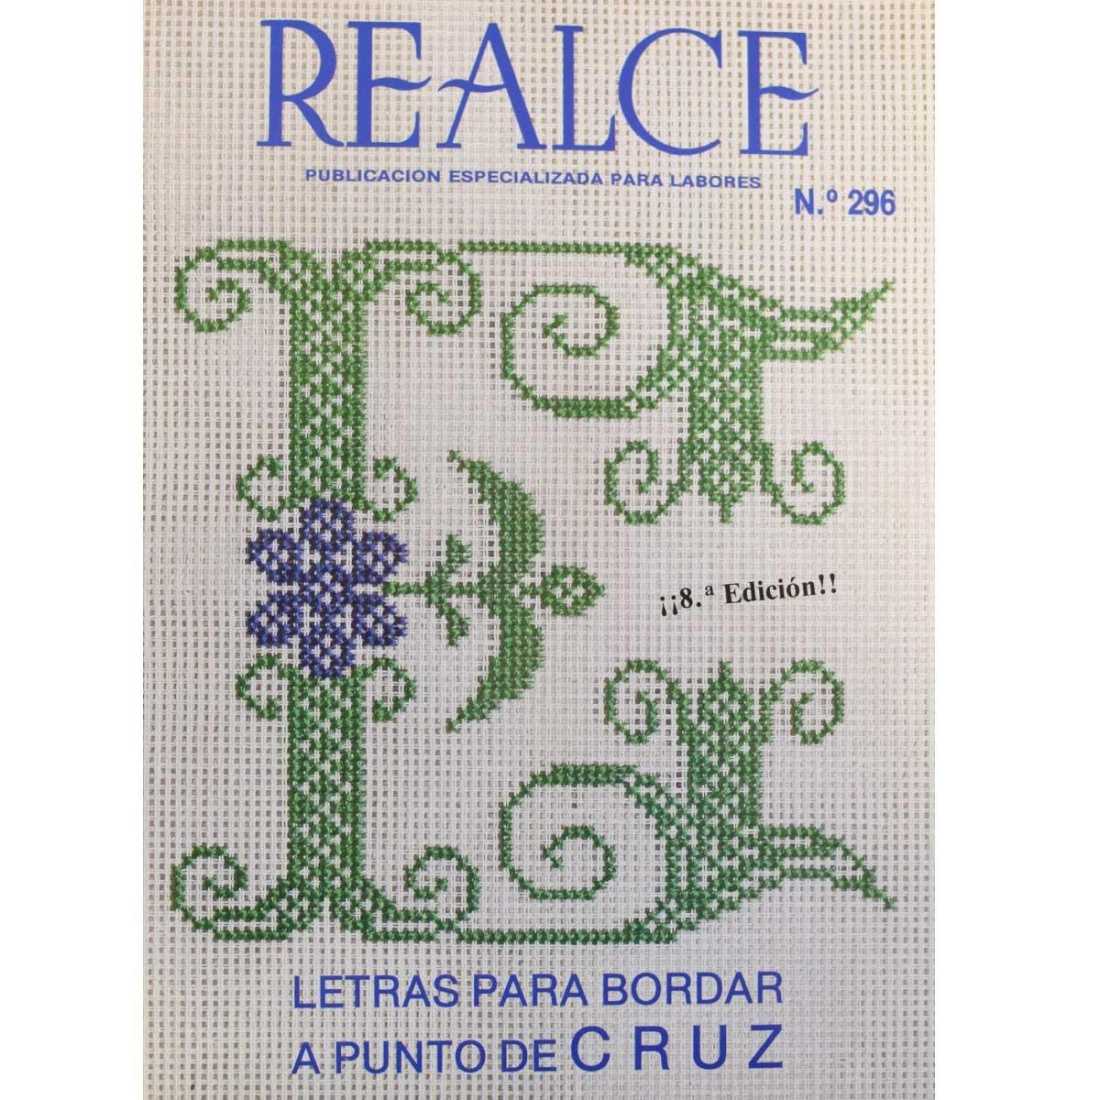 REALCE
PUBLICACION ESPECIALIZADA PARA LABORES
N.º 296
¡¡8.ª Edición!!
LETRAS PARA BORDAR
A PUNTO DE CRUZ